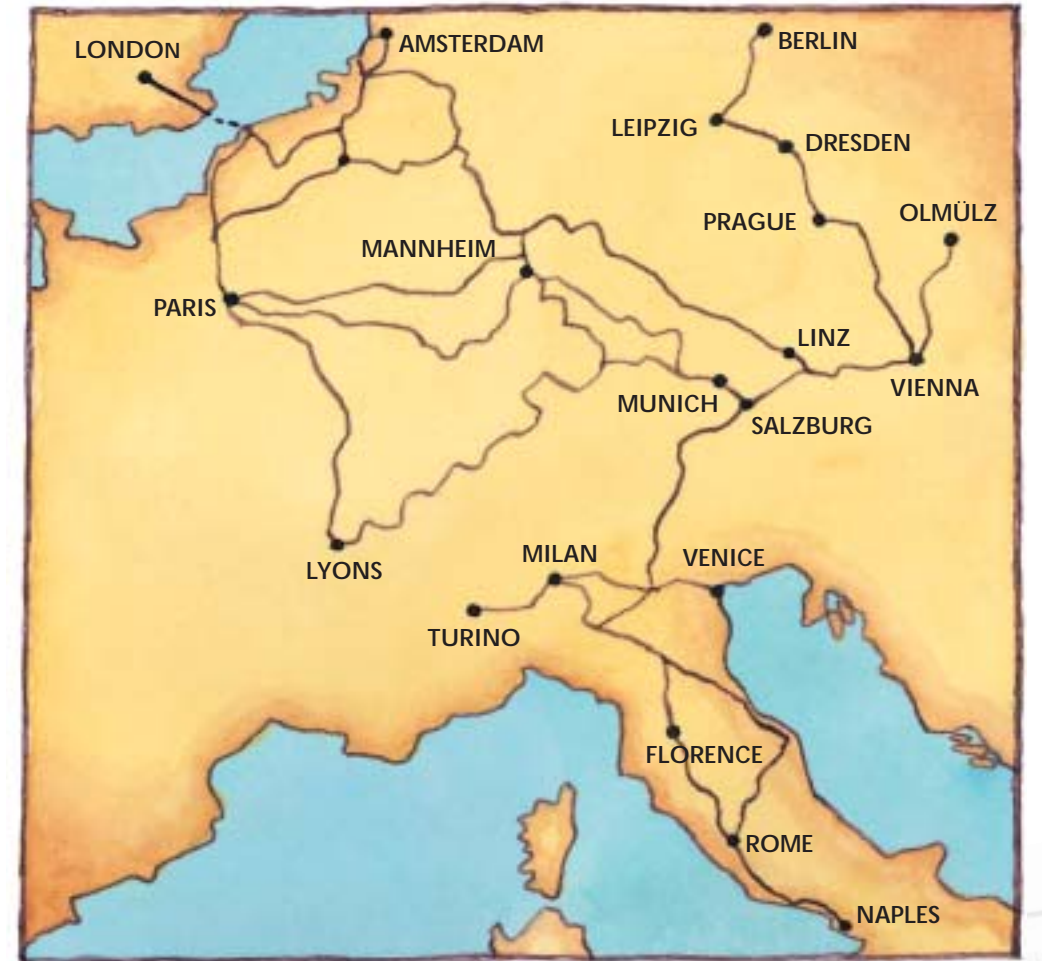 LONDON
AMSTERDAM
BERLIN
LEIPZIG
DRESDEN
PRAGUE
OLMÜLZ
MANNHEIM
PARIS
LINZ
VIENNA
MUNICH
SALZBURG
LYONS
MILAN
VENICE
TURINO
FLORENCE
ROME
NAPLES